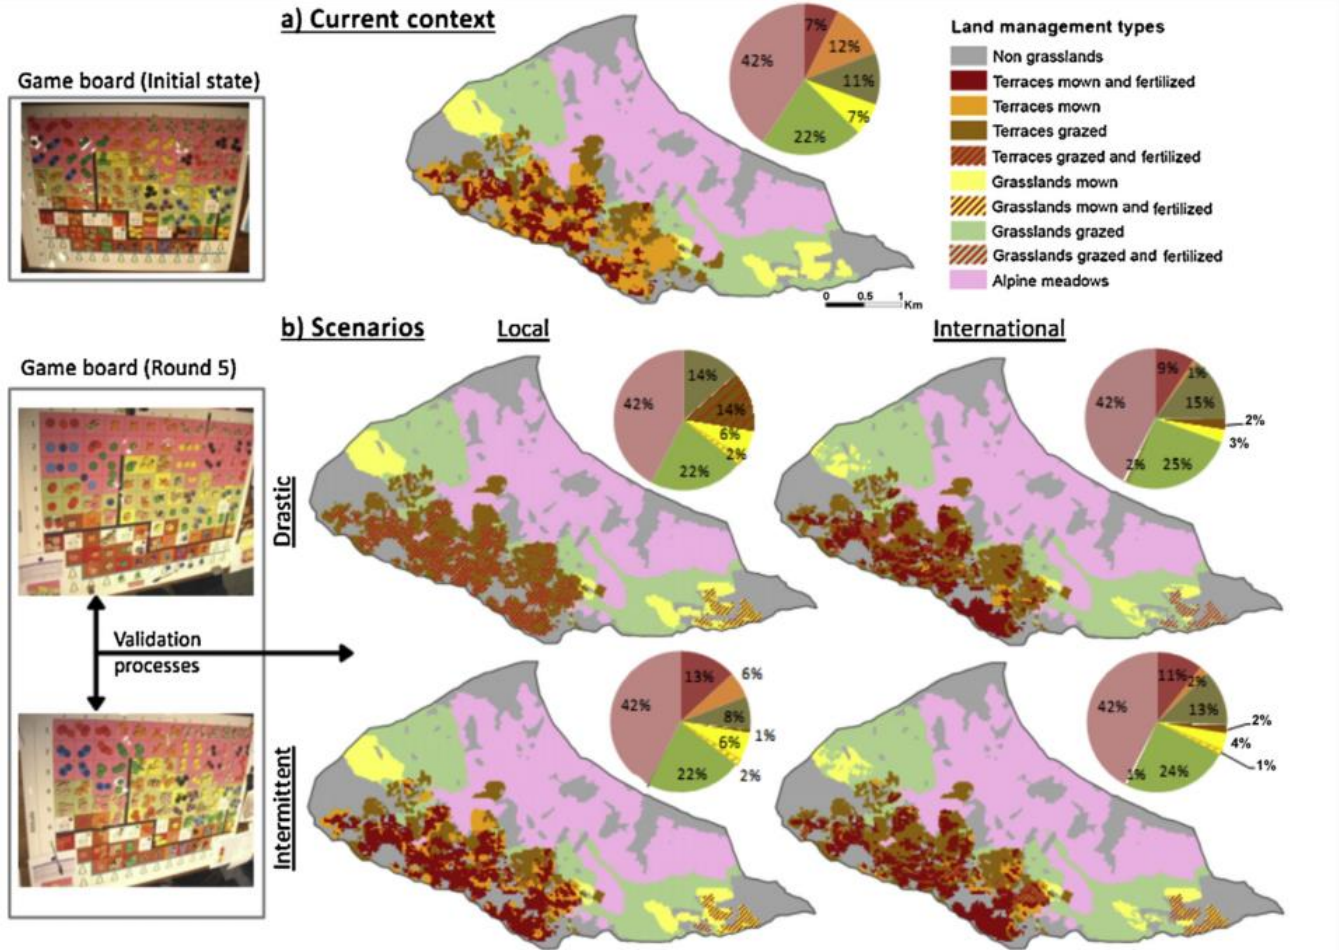 a) Current context
Game board (Initial state)
7%
12%
11%
7%
22%
42%
Land management types
Non grasslands
Terraces mown and fertilized
Terraces mown
Terraces grazed
Terraces grazed and fertilized
Grasslands mown
Grasslands mown and fertilized
Grasslands grazed
Grasslands grazed and fertilized
Alpine meadows
0 0.5 1
Km
b) Scenarios
Local
International
Game board (Round 5)
Validation
processes
Drastic
14%
14%
6%
2%
22%
42%
9%
1%
15%
2%
3%
25%
2%
42%
Intermittent
13%
6%
8%
1%
6%
2%
22%
42%
11%
2%
13%
2%
4%
1%
24%
1%
42%